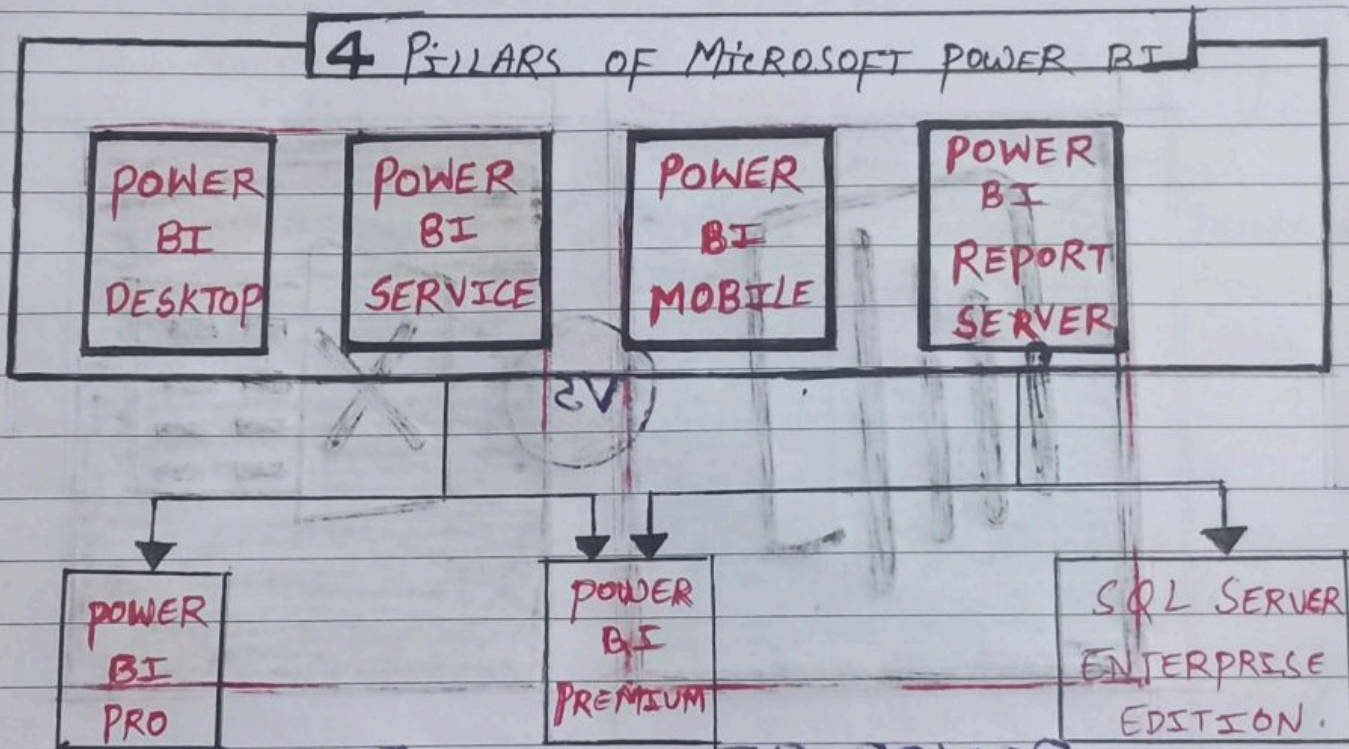 4 PILLARS OF MICROSOFT POWER BI
POWER
BI
DESKTOP
POWER
BI
SERVICE
POWER
BI
MOBILE
POWER
BI
REPORT
SERVER
POWER
BI
PRO
POWER
BI
PREMIUM
SQL SERVER
ENTERPRISE
EDITION.